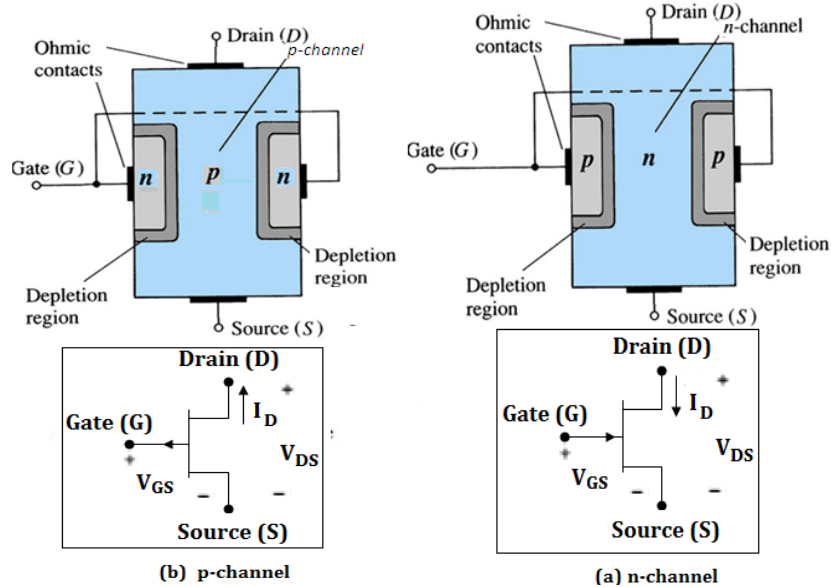 Drain (D)
p-channel
Ohmic
contacts
Gate (G)
n
p
n
Depletion
region
Depletion
region
Source (S)
Drain (D)
I_D
Gate (G)
+
+
V_GS
V_DS
–
–
Source (S)
(b) p-channel
Drain (D)
n-channel
Ohmic
contacts
Gate (G)
p
n
p
Depletion
region
Depletion
region
Source (S)
Drain (D)
I_D
Gate (G)
+
+
V_GS
V_DS
–
–
Source (S)
(a) n-channel